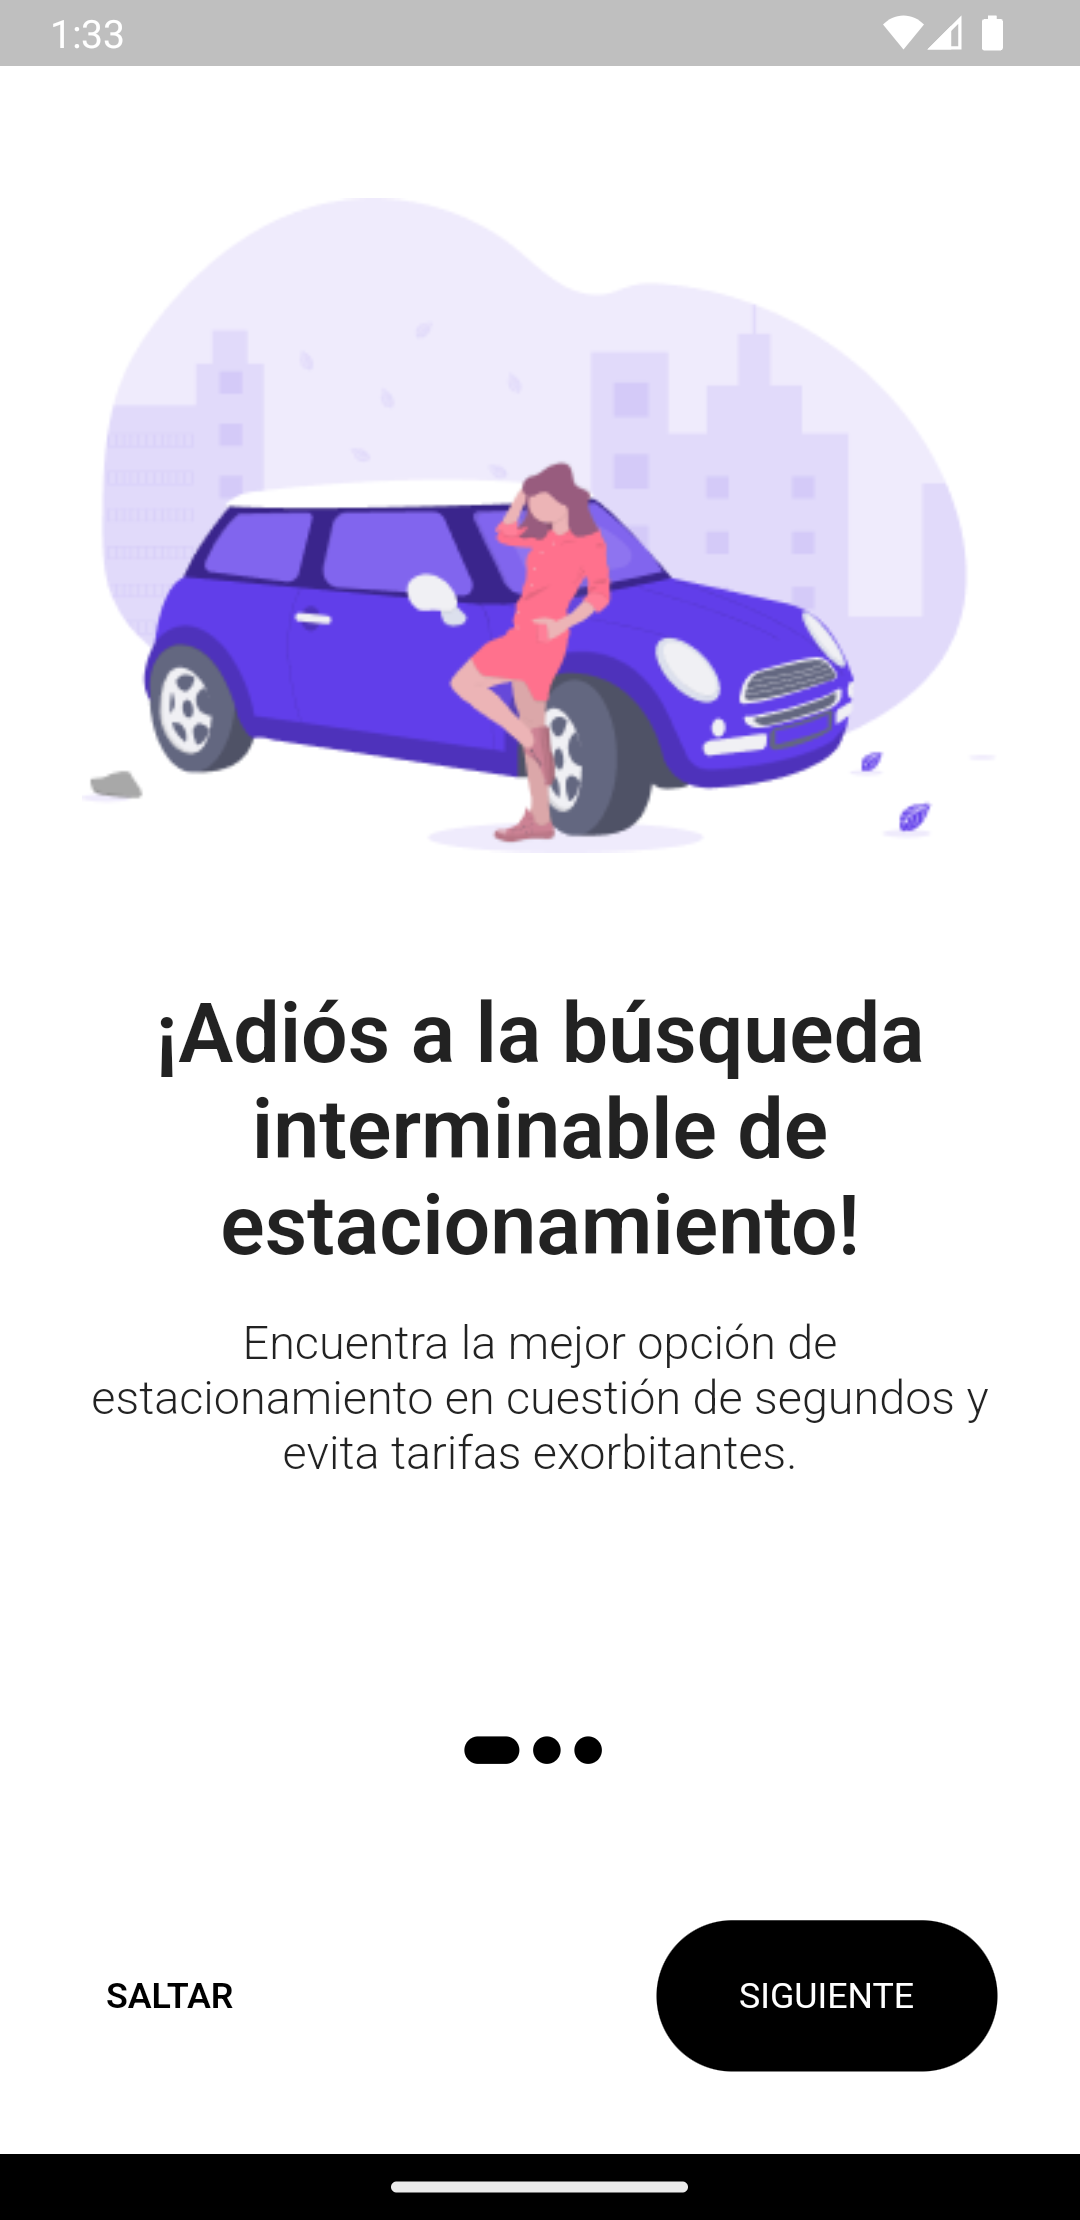 1:33
¡Adiós a la búsqueda
interminable de
estacionamiento!
Encuentra la mejor opción de
estacionamiento en cuestión de segundos y
evita tarifas exorbitantes.
SALTAR
SIGUIENTE